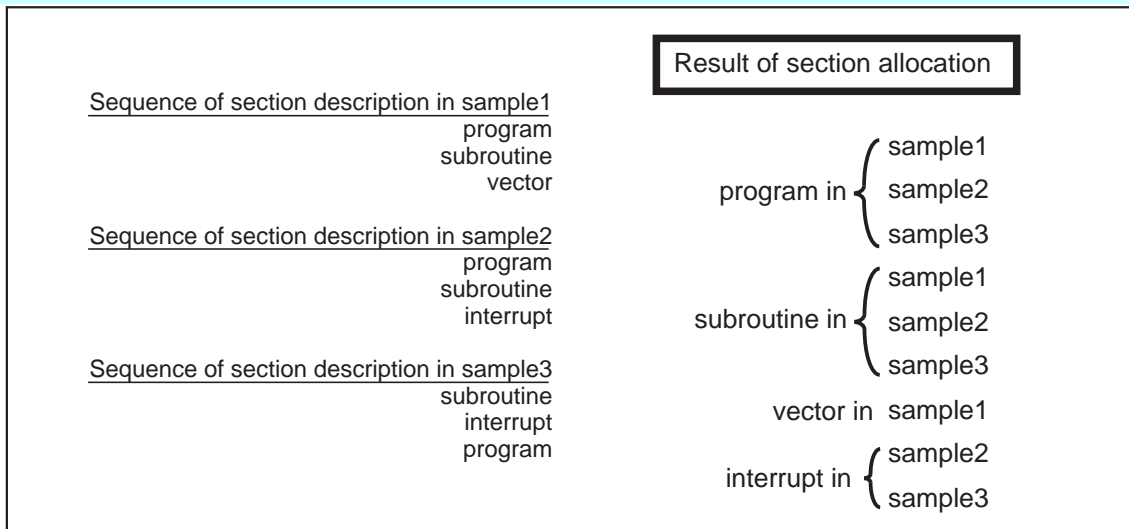 Sequence of section description in sample1
program
subroutine
vector
Sequence of section description in sample2
program
subroutine
interrupt
Sequence of section description in sample3
subroutine
interrupt
program
Result of section allocation
program in
sample1
sample2
sample3
subroutine in
sample1
sample2
sample3
vector in sample1
interrupt in
sample2
sample3